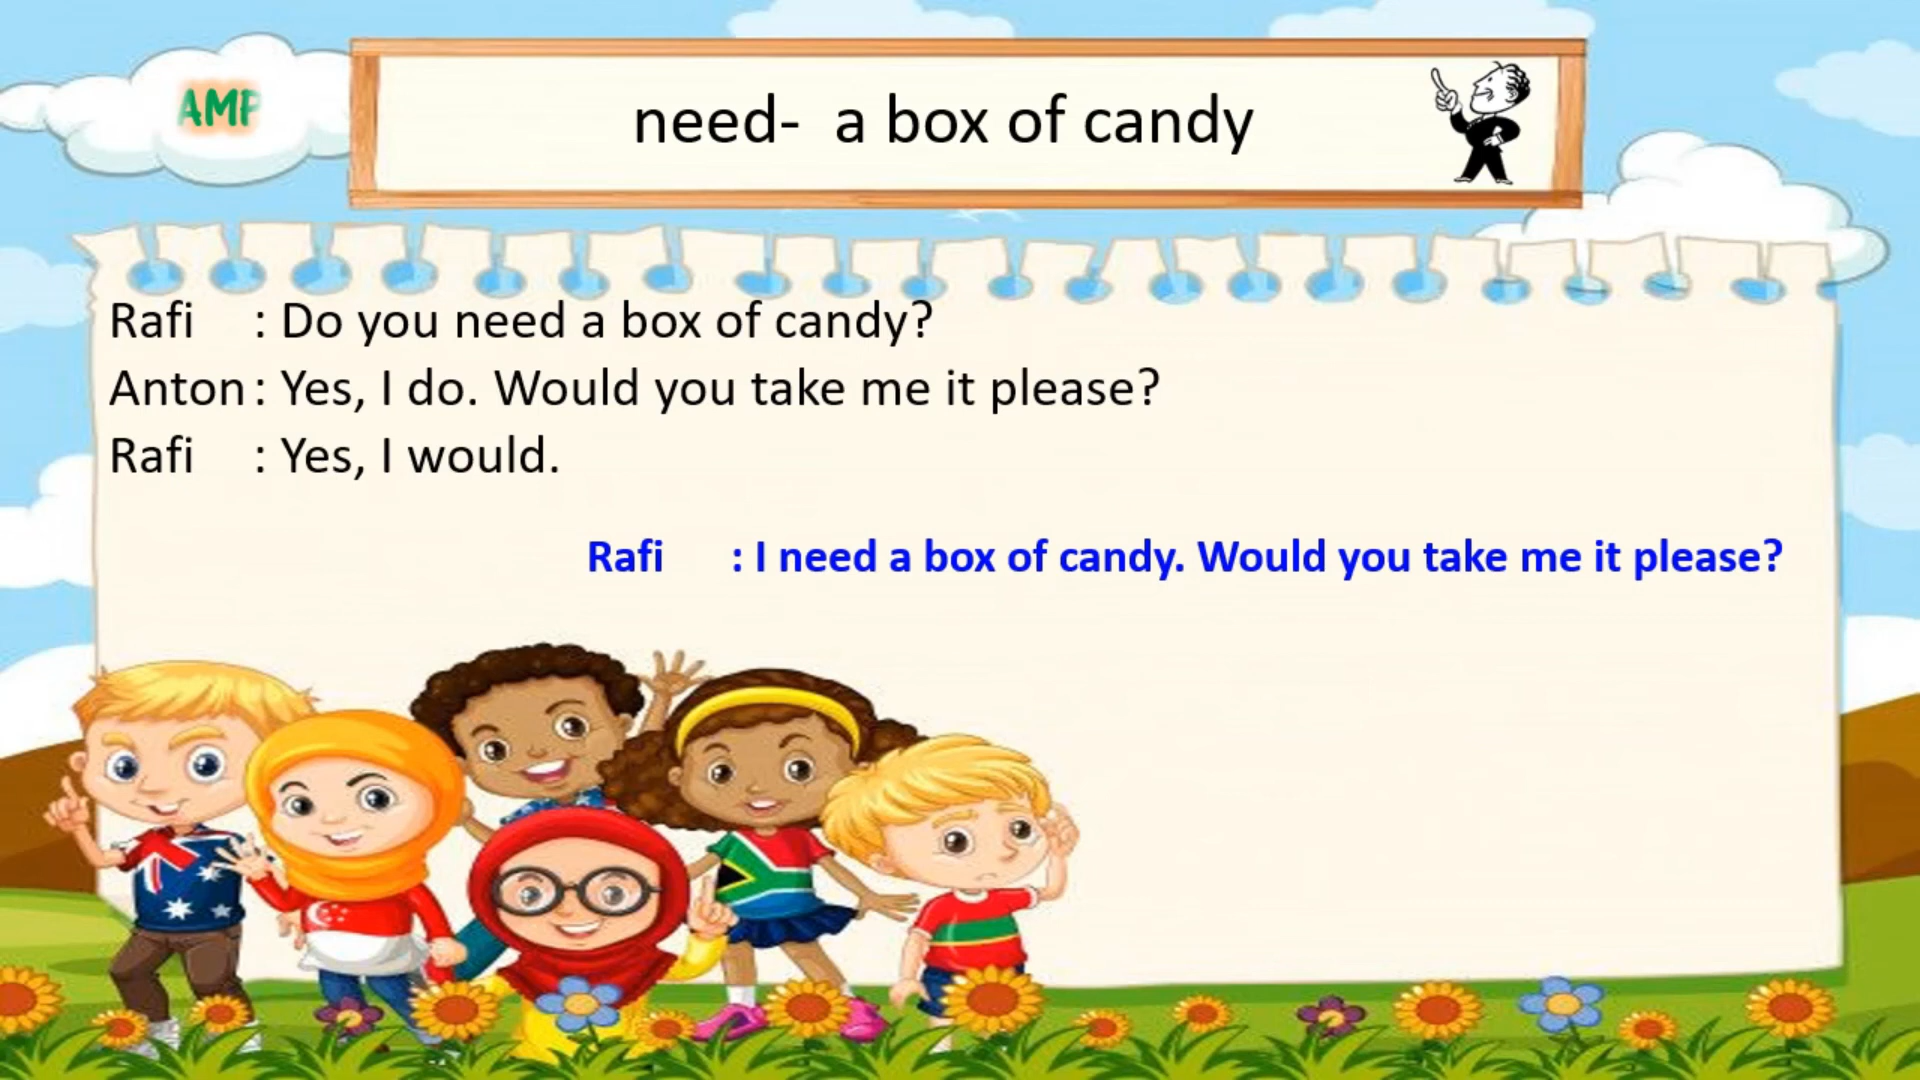 AMP
need- a box of candy
Rafi : Do you need a box of candy?
Anton : Yes, I do. Would you take me it please?
Rafi : Yes, I would.
Rafi : I need a box of candy. Would you take me it please?